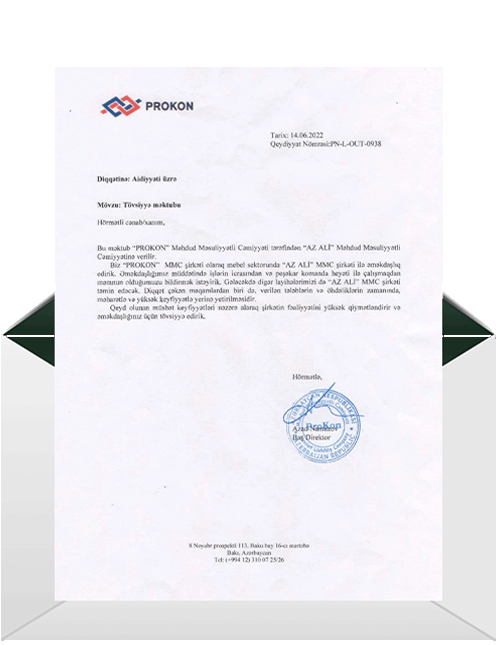 PROKON
Tarix: 14.06.2022
Qeydiyyat Nömrəsi:PN-L-OUT-0938
Diqqətinə: Aidiyyəti üzrə
Mövzu: Tövsiyyə məktubu
Hörmətli cənab/xanım,
Bu məktub “PROKON” Məhdud Məsuliyyətli Cəmiyyəti tərəfindən “AZ ALİ” Məhdud Məsuliyyətli
Cəmiyyətinə verilir.
Biz “PROKON” MMC şirkəti olaraq mebel sektorunda “AZ ALİ” MMC şirkəti ilə əməkdaşlıq
edirik. Əməkdaşlığımız müddətində işlərin icrasından və peşəkar komanda heyəti ilə çalışmaqdan
məmnun olduğumuzu bildirmək istəyirik. Gələcəkdə digər layihələrimizi də “AZ ALİ” MMC şirkəti
təmin edəcək. Diqqət çəkən məqamlardan biri də, verilən tələblərin və öhdəliklərin zamanında,
məharətlə və yüksək keyfiyyətlə yerinə yetirilməsidir.
Qeyd olunan müsbət keyfiyyətləri nəzərə alaraq şirkətin fəaliyyətini yüksək qiymətləndirir və
əməkdaşlığınız üçün tövsiyyə edirik.
Hörmətlə,
Azad
ProKon
Baş Direktor
AZERBAIJAN REPUBLIC
8 Noyabr prospekti 113, Baku bay 16-cı mərtəbə
Bakı, Azərbaycan
Tel: (+994 12) 310 07 25/26